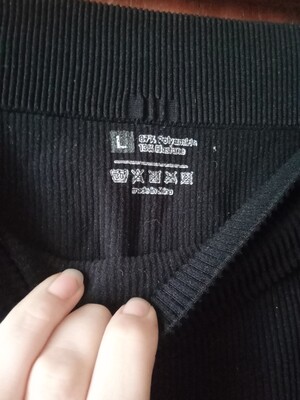 L
87% Polyamide
13% Elastane